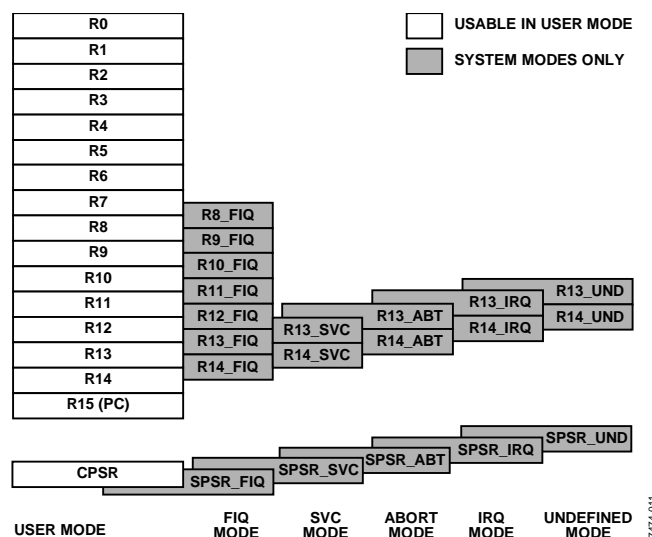 R0
R1
R2
R3
R4
R5
R6
R7
R8
R9
R10
R11
R12
R13
R14
R15 (PC)
USABLE IN USER MODE
SYSTEM MODES ONLY
R8_FIQ
R9_FIQ
R10_FIQ
R11_FIQ
R12_FIQ
R13_FIQ
R14_FIQ
R13_SVC
R14_SVC
R13_ABT
R14_ABT
R13_IRQ
R14_IRQ
R13_UND
R14_UND
CPSR
SPSR_FIQ
SPSR_SVC
SPSR_ABT
SPSR_IRQ
SPSR_UND
USER MODE
FIQ
MODE
SVC
MODE
ABORT
MODE
IRQ
MODE
UNDEFINED
MODE